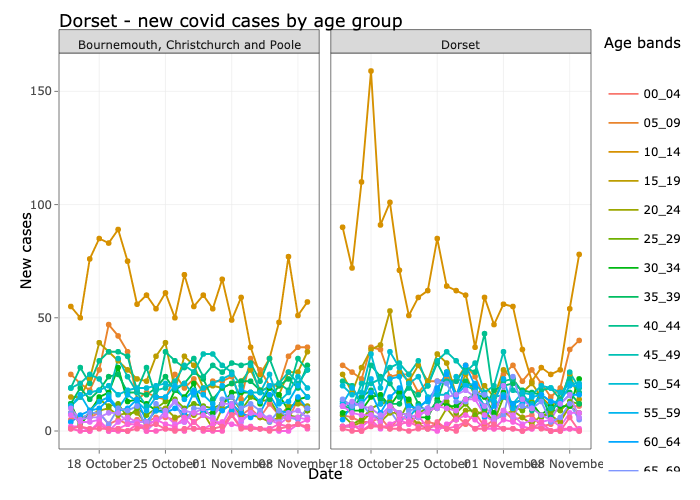 Dorset - new covid cases by age group
Bournemouth, Christchurch and Poole
Dorset
Age bands
00_04
05_09
10_14
15_19
20_24
25_29
30_34
35_39
40_44
45_49
50_54
55_59
60_64
65_69
New cases
150
100
50
0
18 October 25 October 01 November 08 November
18 October 25 October 01 November 08 Novembe
Date